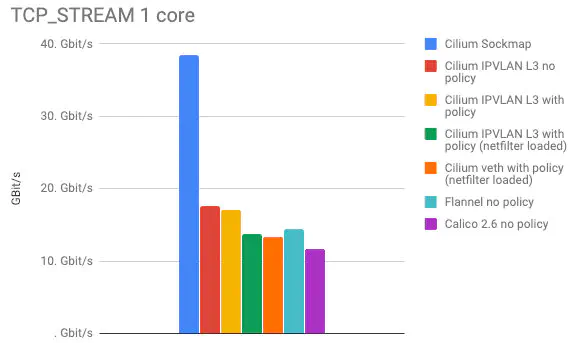 TCP_STREAM 1 core
40. Gbit/s
30. Gbit/s
20. Gbit/s
10. Gbit/s
. Gbit/s
GBit/s
Cilium Sockmap
Cilium IPVLAN L3 no
policy
Cilium IPVLAN L3 with
policy
Cilium IPVLAN L3 with
policy (netfilter loaded)
Cilium veth with policy
(netfilter loaded)
Flannel no policy
Calico 2.6 no policy